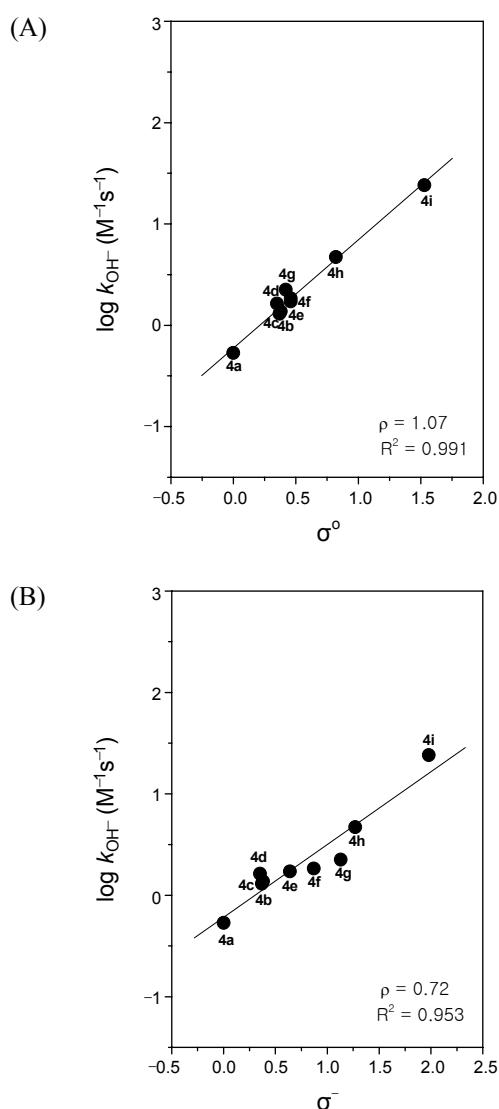 (A)
3
2
1
0
−1
log kOH⁻ (M⁻¹s⁻¹)
4i
4h
4g
4d
4f
4e
4c
4b
4a
ρ = 1.07
R² = 0.991
−0.5 0.0 0.5 1.0 1.5 2.0
σᵒ
(B)
3
2
1
0
−1
log kOH⁻ (M⁻¹s⁻¹)
4i
4h
4d
4g
4c
4e
4f
4b
4a
ρ = 0.72
R² = 0.953
−0.5 0.0 0.5 1.0 1.5 2.0 2.5
σ⁻